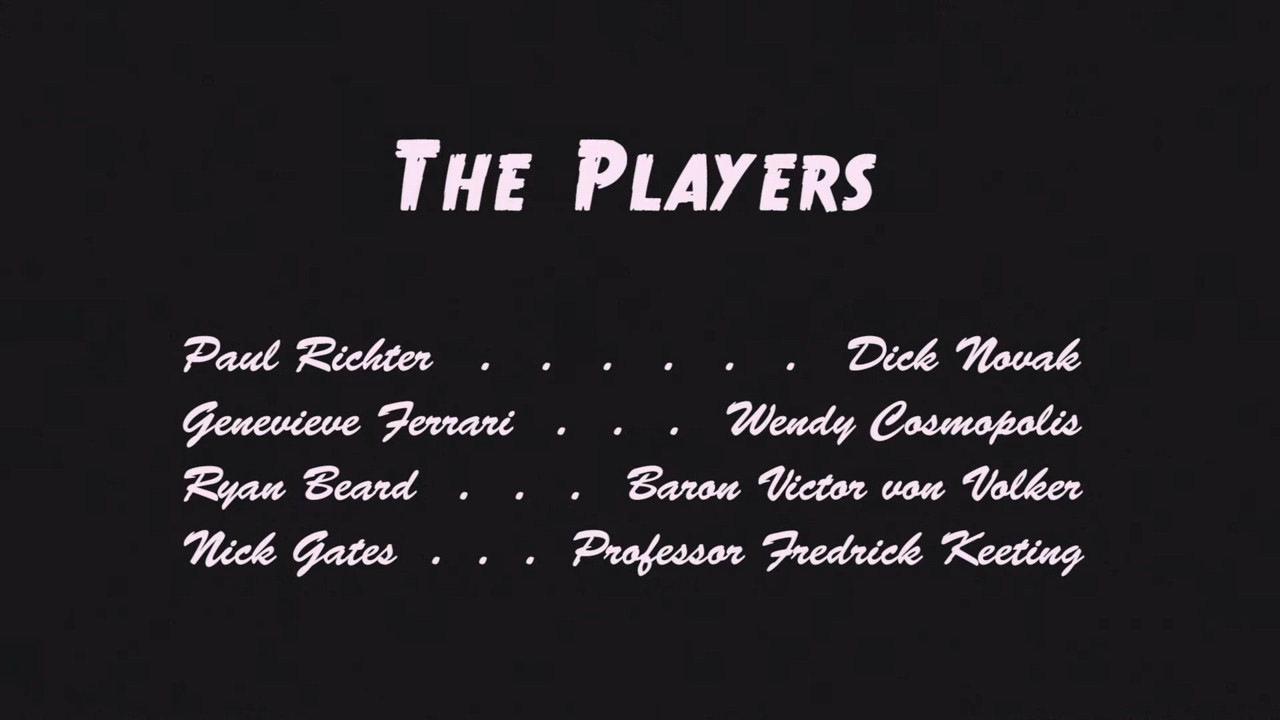 The Players
Paul Richter . . . . . . Dick Novak
Genevieve Ferrari . . . Wendy Cosmopolis
Ryan Beard . . . Baron Victor von Volker
Nick Gates . . . Professor Fredrick Keeting